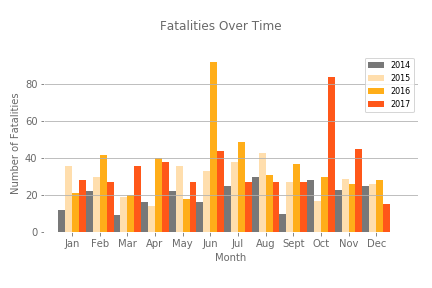 Fatalities Over Time
2014
2015
2016
2017
Number of Fatalities
80
60
40
20
0
Jan Feb Mar Apr May Jun Jul Aug Sept Oct Nov Dec
Month